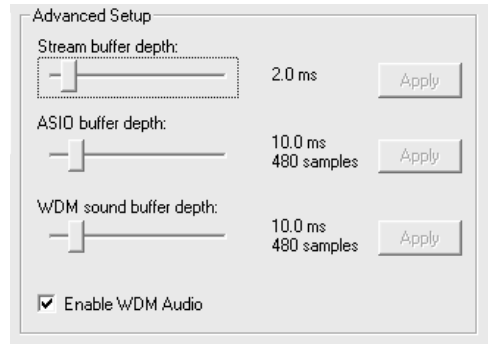 Advanced Setup
Stream buffer depth:
2.0 ms
Apply
ASIO buffer depth:
10.0 ms
480 samples
Apply
WDM sound buffer depth:
10.0 ms
480 samples
Apply
Enable WDM Audio